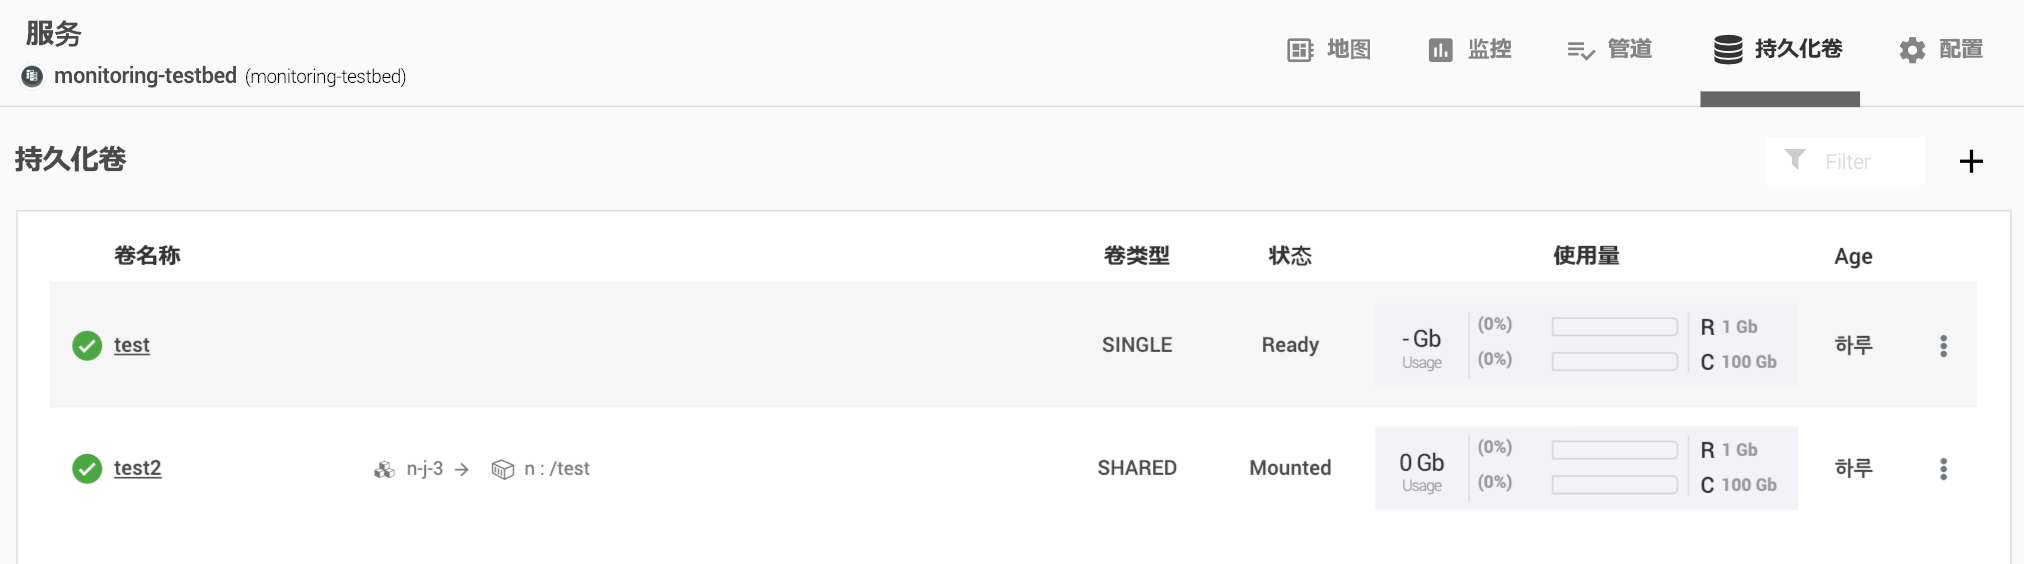 服务
monitoring-testbed (monitoring-testbed)
地图 监控 管道 持久化卷 配置
持久化卷
Filter
卷名称 卷类型 状态 使用量 Age
test SINGLE Ready - Gb Usage (0%) (0%) R 1 Gb C 100 Gb 하루
test2 n-j-3 → n : /test SHARED Mounted 0 Gb Usage (0%) (0%) R 1 Gb C 100 Gb 하루